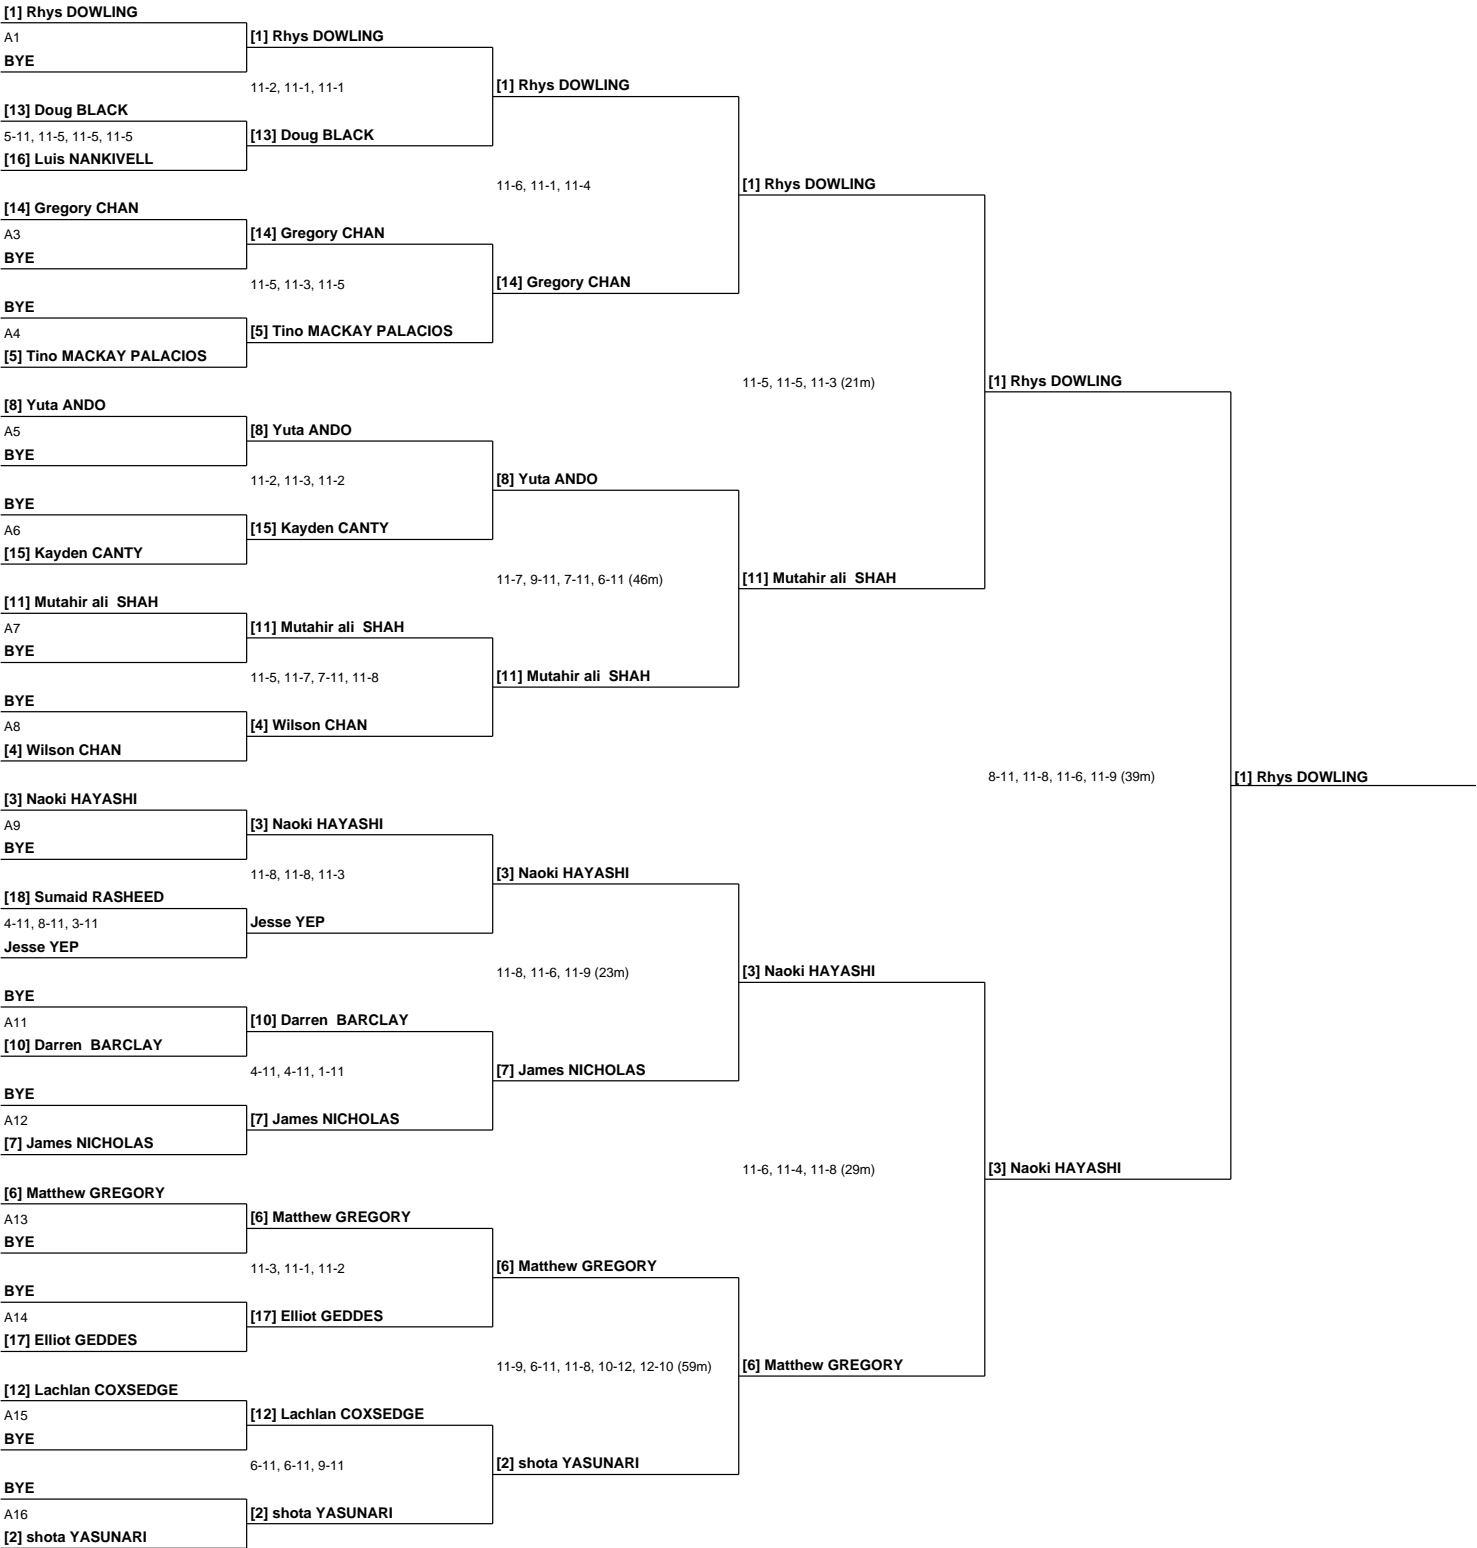 [1] Rhys DOWLING
A1
BYE
[13] Doug BLACK
5-11, 11-5, 11-5, 11-5
[16] Luis NANKIVELL
[14] Gregory CHAN
A3
BYE
BYE
A4
[5] Tino MACKAY PALACIOS
[8] Yuta ANDO
A5
BYE
BYE
A6
[15] Kayden CANTY
[11] Mutahir ali  SHAH
A7
BYE
BYE
A8
[4] Wilson CHAN
[3] Naoki HAYASHI
A9
BYE
[18] Sumaid RASHEED
4-11, 8-11, 3-11
Jesse YEP
BYE
A11
[10] Darren  BARCLAY
BYE
A12
[7] James NICHOLAS
[6] Matthew GREGORY
A13
BYE
BYE
A14
[17] Elliot GEDDES
[12] Lachlan COXSEDGE
A15
BYE
BYE
A16
[2] shota YASUNARI
[1] Rhys DOWLING
11-2, 11-1, 11-1
[13] Doug BLACK
[14] Gregory CHAN
11-5, 11-3, 11-5
[5] Tino MACKAY PALACIOS
[8] Yuta ANDO
11-2, 11-3, 11-2
[15] Kayden CANTY
[11] Mutahir ali  SHAH
11-5, 11-7, 7-11, 11-8
[4] Wilson CHAN
[3] Naoki HAYASHI
11-8, 11-8, 11-3
Jesse YEP
[10] Darren  BARCLAY
4-11, 4-11, 1-11
[7] James NICHOLAS
[6] Matthew GREGORY
11-3, 11-1, 11-2
[17] Elliot GEDDES
[12] Lachlan COXSEDGE
6-11, 6-11, 9-11
[2] shota YASUNARI
[1] Rhys DOWLING
11-6, 11-1, 11-4
[14] Gregory CHAN
[8] Yuta ANDO
11-7, 9-11, 7-11, 6-11 (46m)
[11] Mutahir ali  SHAH
[3] Naoki HAYASHI
11-8, 11-6, 11-9 (23m)
[7] James NICHOLAS
[6] Matthew GREGORY
11-9, 6-11, 11-8, 10-12, 12-10 (59m)
[2] shota YASUNARI
[1] Rhys DOWLING
11-5, 11-5, 11-3 (21m)
[11] Mutahir ali  SHAH
[3] Naoki HAYASHI
11-6, 11-4, 11-8 (29m)
[6] Matthew GREGORY
[1] Rhys DOWLING
8-11, 11-8, 11-6, 11-9 (39m)
[3] Naoki HAYASHI
[1] Rhys DOWLING